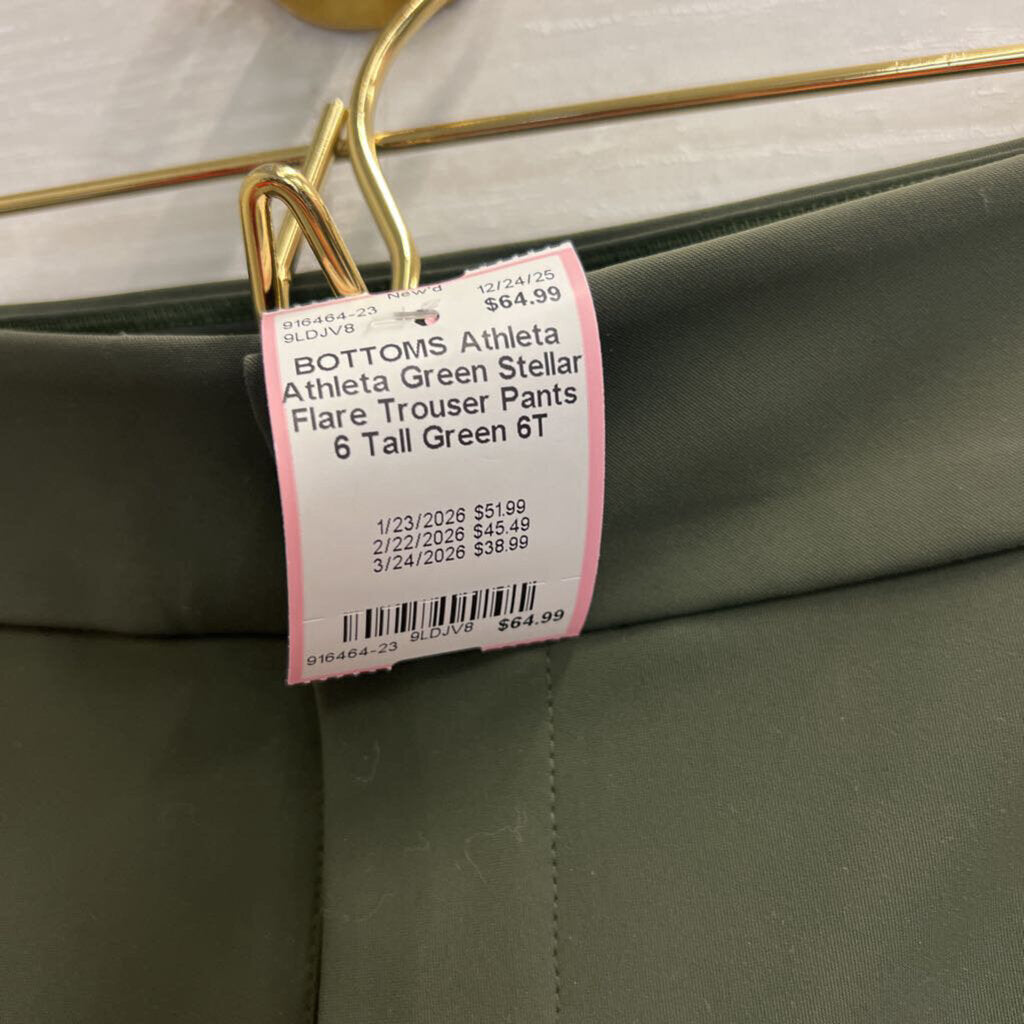 New'd 12/24/25
916464-23 $64.99
9LDJV8
BOTTOMS Athleta
Athleta Green Stellar
Flare Trouser Pants
6 Tall Green 6T
1/23/2026 $51.99
2/22/2026 $45.49
3/24/2026 $38.99
9LDJV8 $64.99
916464-23